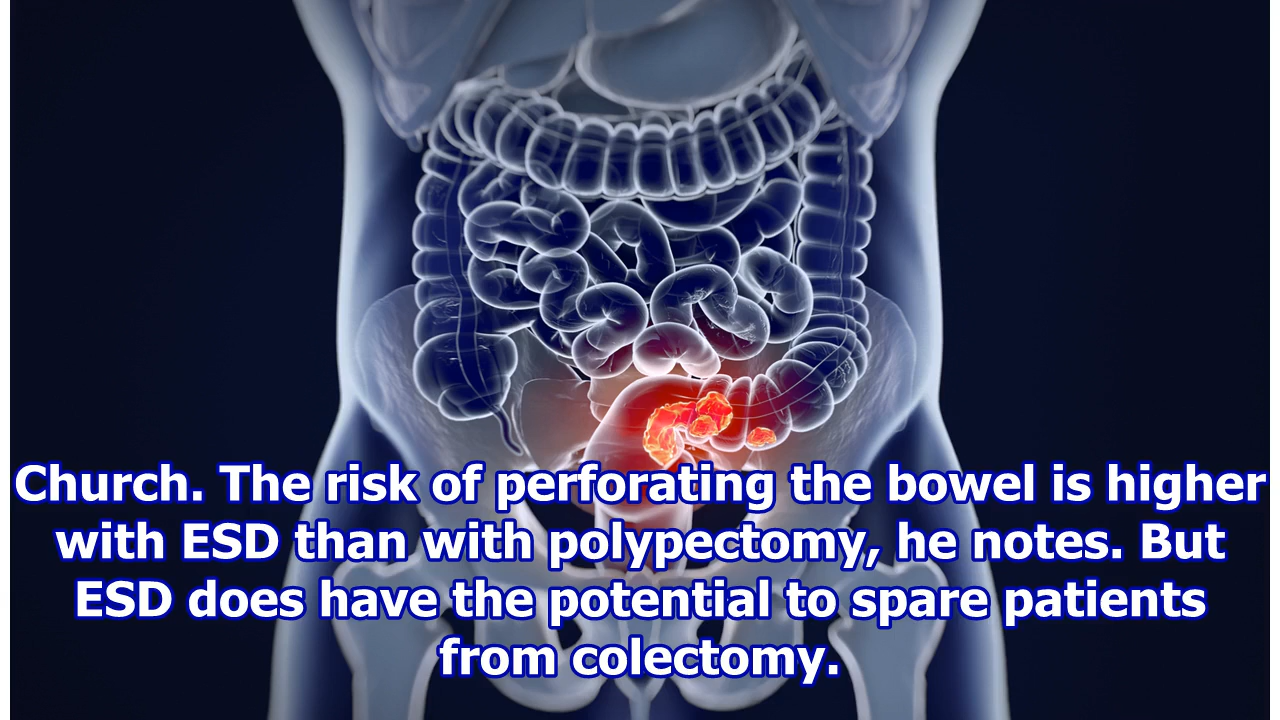 Church. The risk of perforating the bowel is higher
with ESD than with polypectomy, he notes. But
ESD does have the potential to spare patients
from colectomy.